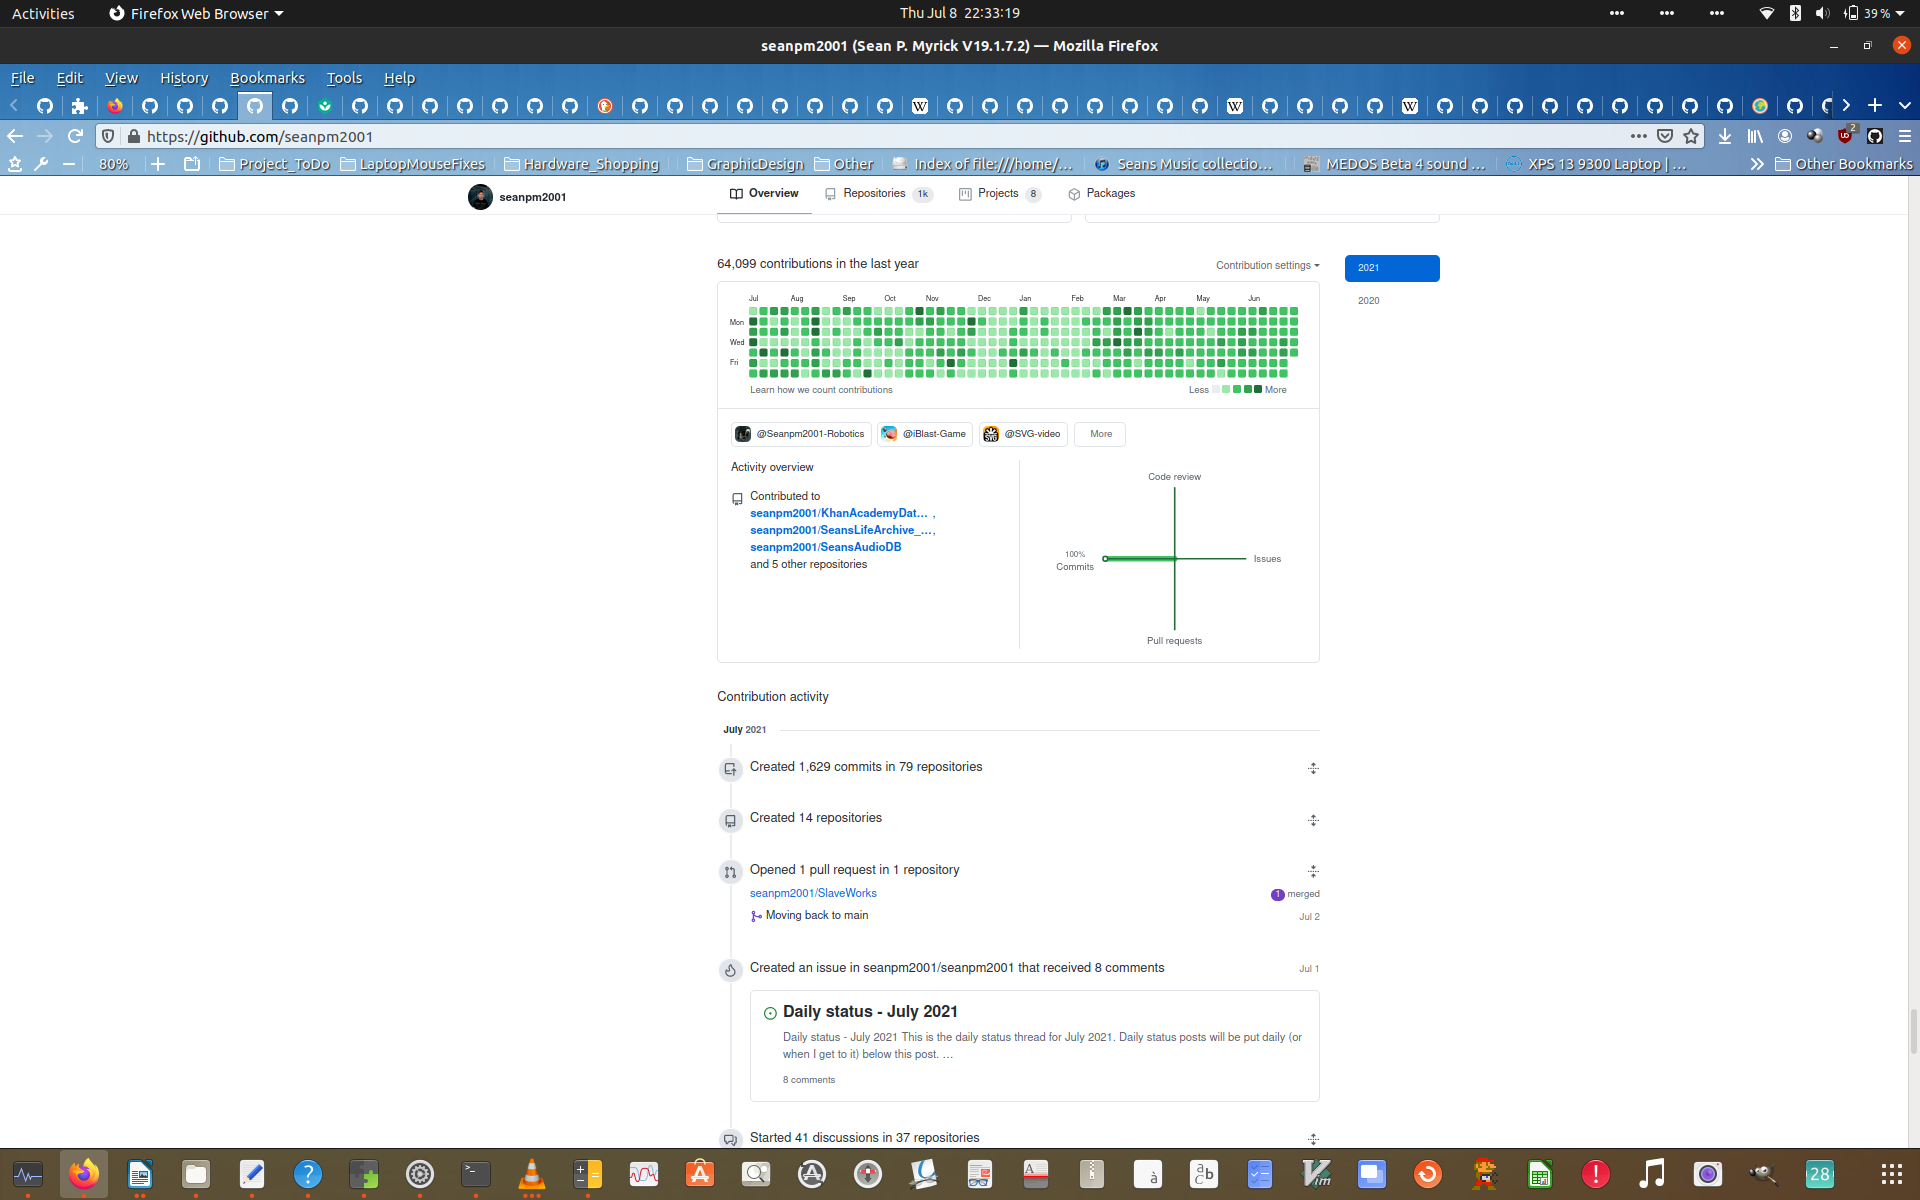 Activities Firefox Web Browser Thu Jul 8 22:33:19 39 %
seanpm2001 (Sean P. Myrick V19.1.7.2) — Mozilla Firefox
File Edit View History Bookmarks Tools Help
https://github.com/seanpm2001 2
80% Project_ToDo LaptopMouseFixes Hardware_Shopping GraphicDesign Other Index of file:///home/... Seans Music collectio... MEDOS Beta 4 sound ... XPS 13 9300 Laptop | ... Other Bookmarks
seanpm2001 Overview Repositories 1k Projects 8 Packages
64,099 contributions in the last year Contribution settings 2021
2020
Jul Aug Sep Oct Nov Dec Jan Feb Mar Apr May Jun
Mon
Wed
Fri
Learn how we count contributions Less More
@Seanpm2001-Robotics @iBlast-Game @SVG-video More
Activity overview
Contributed to
seanpm2001/KhanAcademyDat... ,
seanpm2001/SeansLifeArchive_...,
seanpm2001/SeansAudioDB
and 5 other repositories
Code review
100%
Commits
Issues
Pull requests
Contribution activity
July 2021
Created 1,629 commits in 79 repositories
Created 14 repositories
Opened 1 pull request in 1 repository
seanpm2001/SlaveWorks 1 merged
Moving back to main Jul 2
Created an issue in seanpm2001/seanpm2001 that received 8 comments Jul 1
Daily status - July 2021
Daily status - July 2021 This is the daily status thread for July 2021. Daily status posts will be put daily (or
when I get to it) below this post. …
8 comments
Started 41 discussions in 37 repositories
28